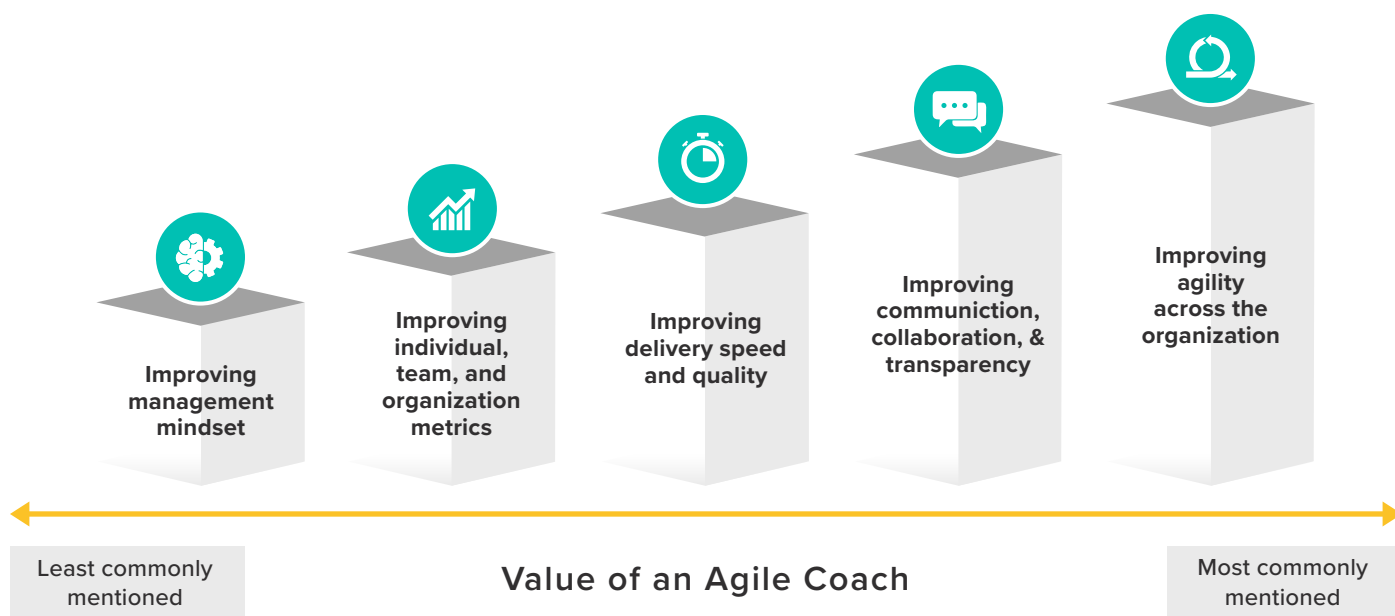 Improving
management
mindset
Improving
individual,
team, and
organization
metrics
Improving
delivery speed
and quality
Improving
communiction,
collaboration, &
transparency
Improving
agility
across the
organization
Least commonly
mentioned
Value of an Agile Coach
Most commonly
mentioned